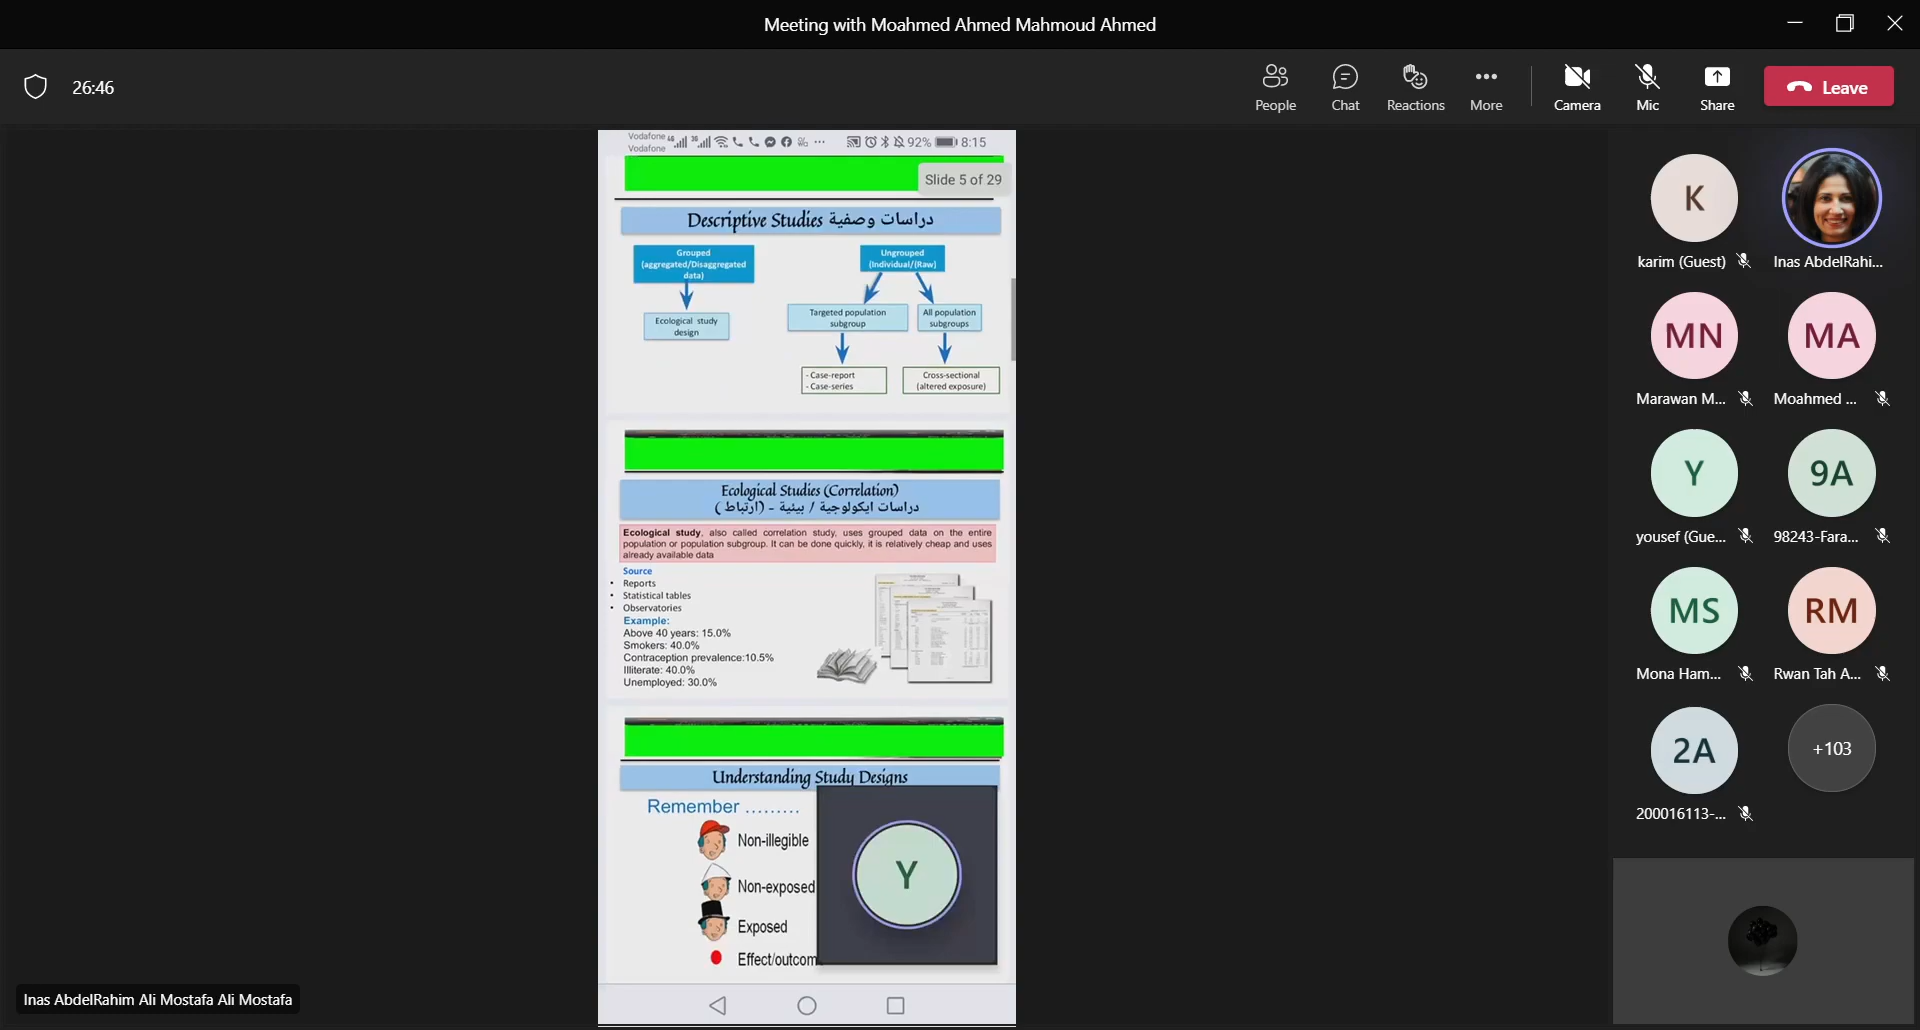 Meeting with Moahmed Ahmed Mahmoud Ahmed
26:46
People
Chat
Reactions
More
Camera
Mic
Share
Leave
Vodafone 4G
Vodafone
3G
92%
8:15
Slide 5 of 29
Descriptive Studies دراسات وصفية
Grouped
(aggregated/Disaggregated
data)
Ungrouped
(Individual/(Raw)
Ecological study
design
Targeted population
subgroup
All population
subgroups
- Case-report
- Case-series
Cross-sectional
(altered exposure)
Ecological Studies (Correlation)
دراسات ايكولوجية / بيئية - (ارتباط )
Ecological study, also called correlation study, uses grouped data on the entire
population or population subgroup. It can be done quickly, it is relatively cheap and uses
already available data
Source
• Reports
• Statistical tables
• Observatories
Example:
Above 40 years: 15.0%
Smokers: 40.0%
Contraception prevalence:10.5%
Illiterate: 40.0%
Unemployed: 30.0%
Understanding Study Designs
Remember .........
Non-illegible
Non-exposed
Exposed
Effect/outcom
Y
K
karim (Guest)
Inas AbdelRahi...
MN
Marawan M...
MA
Moahmed ...
Y
yousef (Gue...
9A
98243-Fara...
MS
Mona Ham...
RM
Rwan Tah A...
2A
200016113-...
+103
Inas AbdelRahim Ali Mostafa Ali Mostafa